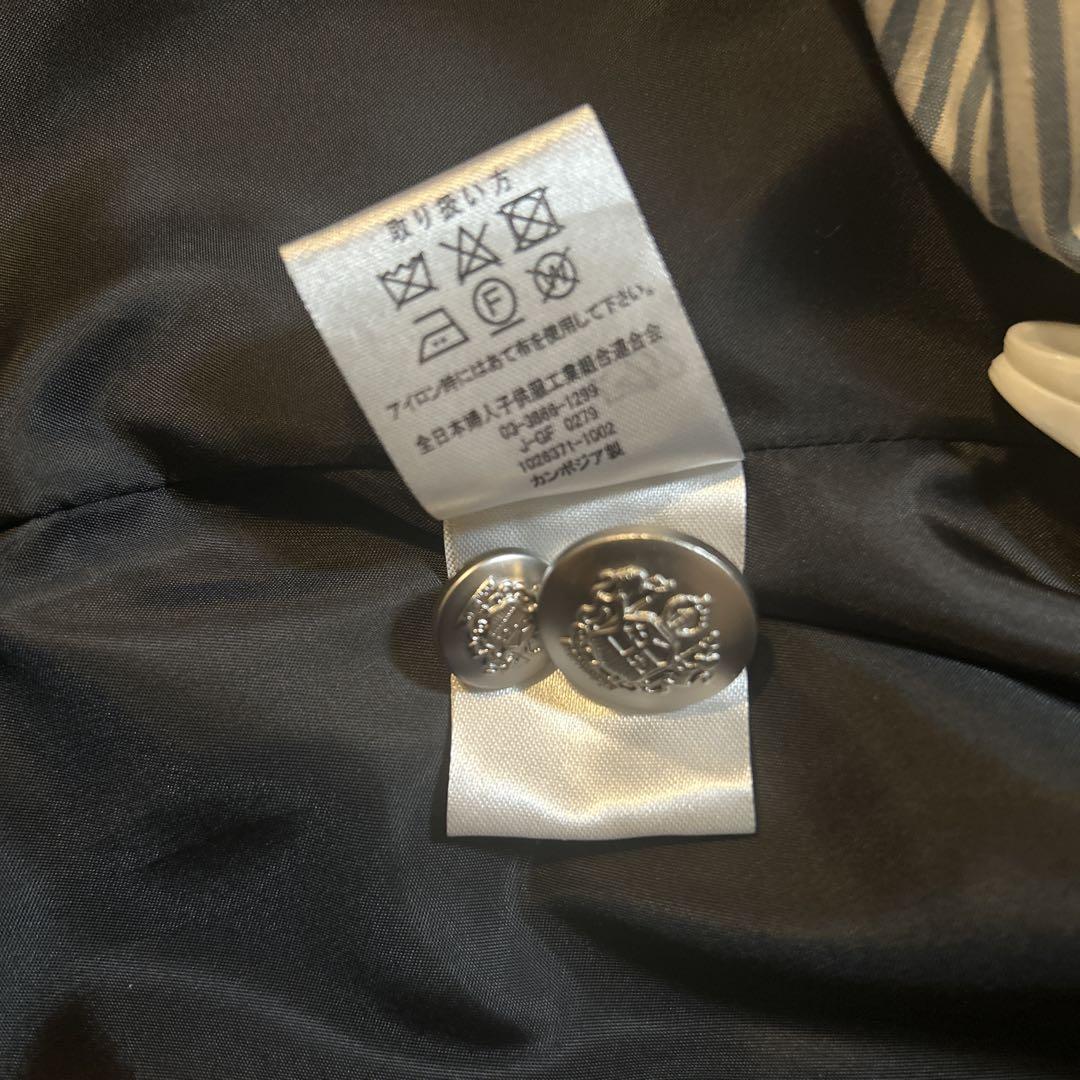 取り扱い方
F
W
アイロン時にはあて布を使用して下さい。
全日本婦人子供服工業組合連合会
03-3868-1299
J-GF 0279
1026371-1002
カンボジア製